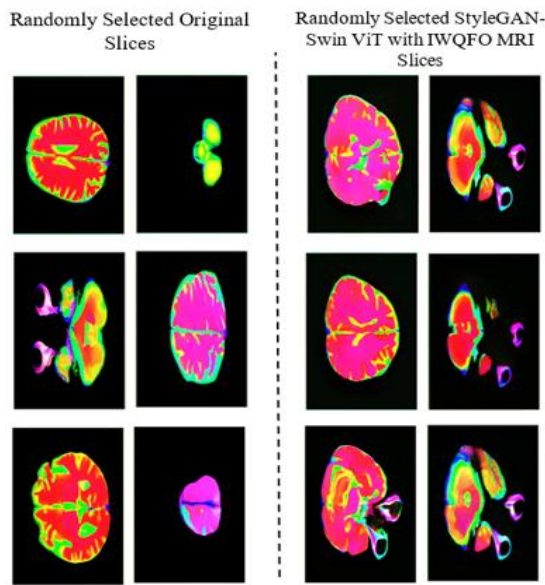 Randomly Selected Original
Slices
Randomly Selected StyleGAN-
Swin ViT with IWQFO MRI
Slices